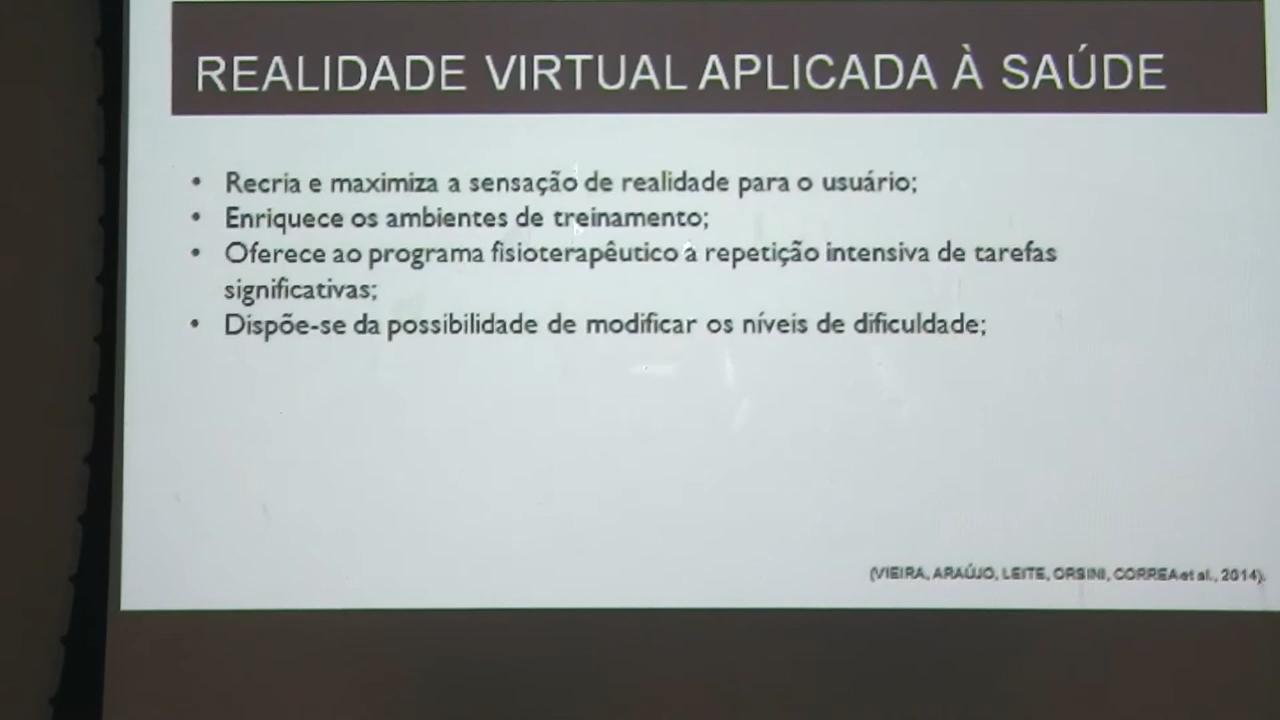 REALIDADE VIRTUAL APLICADA À SAÚDE
• Recria e maximiza a sensação de realidade para o usuário;
• Enriquece os ambientes de treinamento;
• Oferece ao programa fisioterapêutico a repetição intensiva de tarefas
significativas;
• Dispõe-se da possibilidade de modificar os níveis de dificuldade;
(VIEIRA, ARAÚJO, LEITE, ORSINI, CORREA et al., 2014).